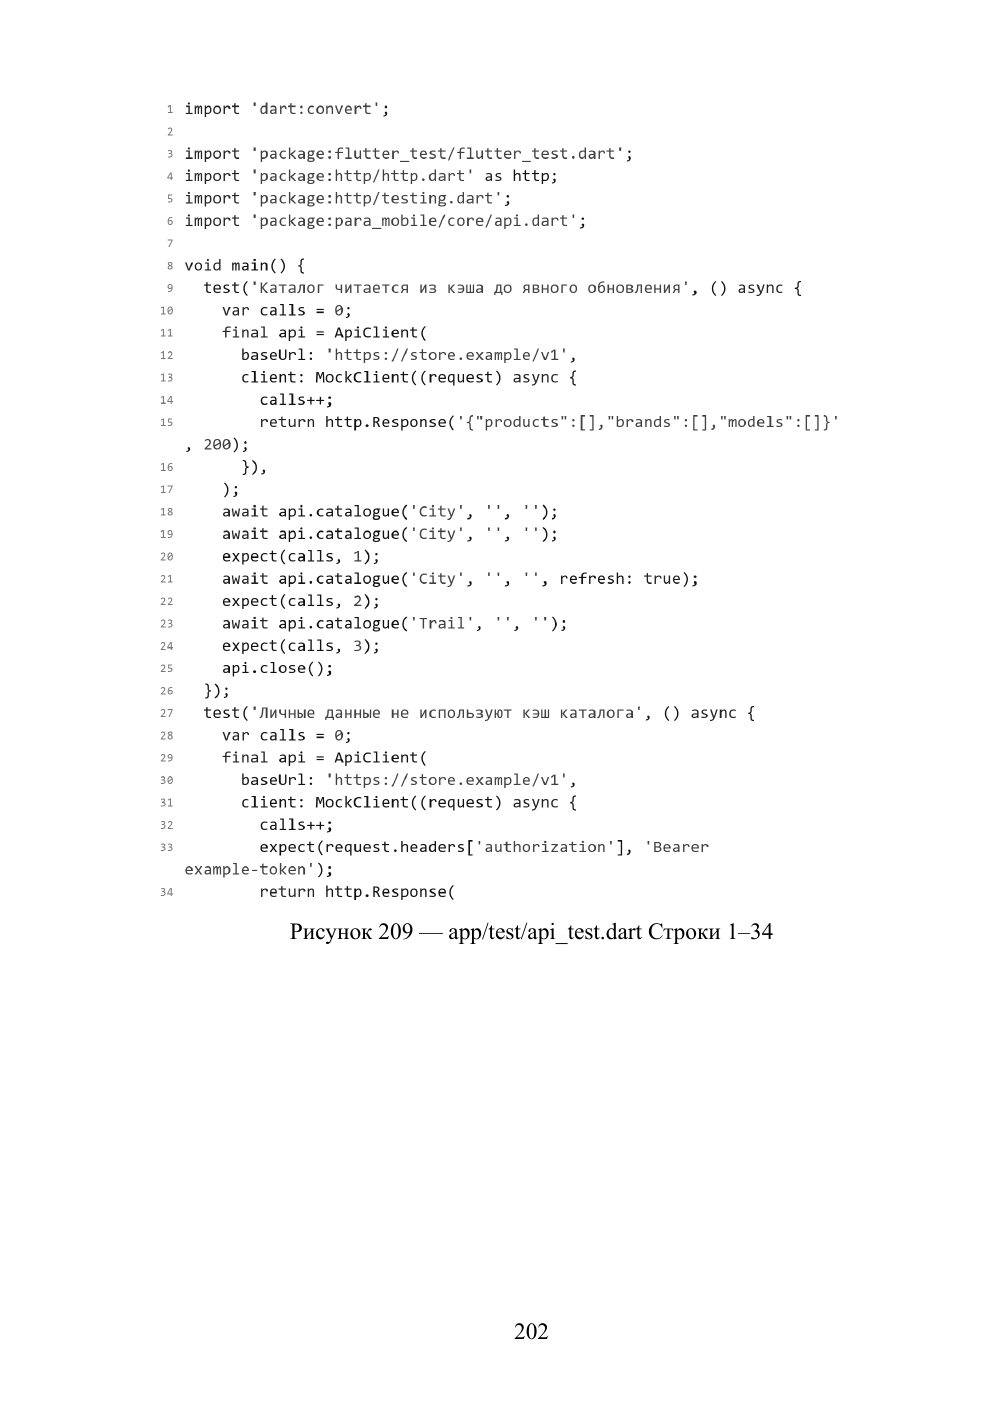 1 import 'dart:convert';
2
3 import 'package:flutter_test/flutter_test.dart';
4 import 'package:http/http.dart' as http;
5 import 'package:http/testing.dart';
6 import 'package:para_mobile/core/api.dart';
7
8 void main() {
9   test('Каталог читается из кэша до явного обновления', () async {
10     var calls = 0;
11     final api = ApiClient(
12       baseUrl: 'https://store.example/v1',
13       client: MockClient((request) async {
14         calls++;
15         return http.Response('{"products":[],"brands":[],"models":[]}'
, 200);
16       }),
17     );
18     await api.catalogue('City', '', '');
19     await api.catalogue('City', '', '');
20     expect(calls, 1);
21     await api.catalogue('City', '', '', refresh: true);
22     expect(calls, 2);
23     await api.catalogue('Trail', '', '');
24     expect(calls, 3);
25     api.close();
26   });
27   test('Личные данные не используют кэш каталога', () async {
28     var calls = 0;
29     final api = ApiClient(
30       baseUrl: 'https://store.example/v1',
31       client: MockClient((request) async {
32         calls++;
33         expect(request.headers['authorization'], 'Bearer
example-token');
34         return http.Response(
Рисунок 209 — app/test/api_test.dart Строки 1–34
202